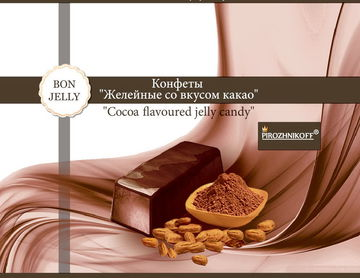 BON
JELLY
Конфеты
"Желейные со вкусом какао"
"Cocoa flavoured jelly candy"
PIROZHNIKOFF®